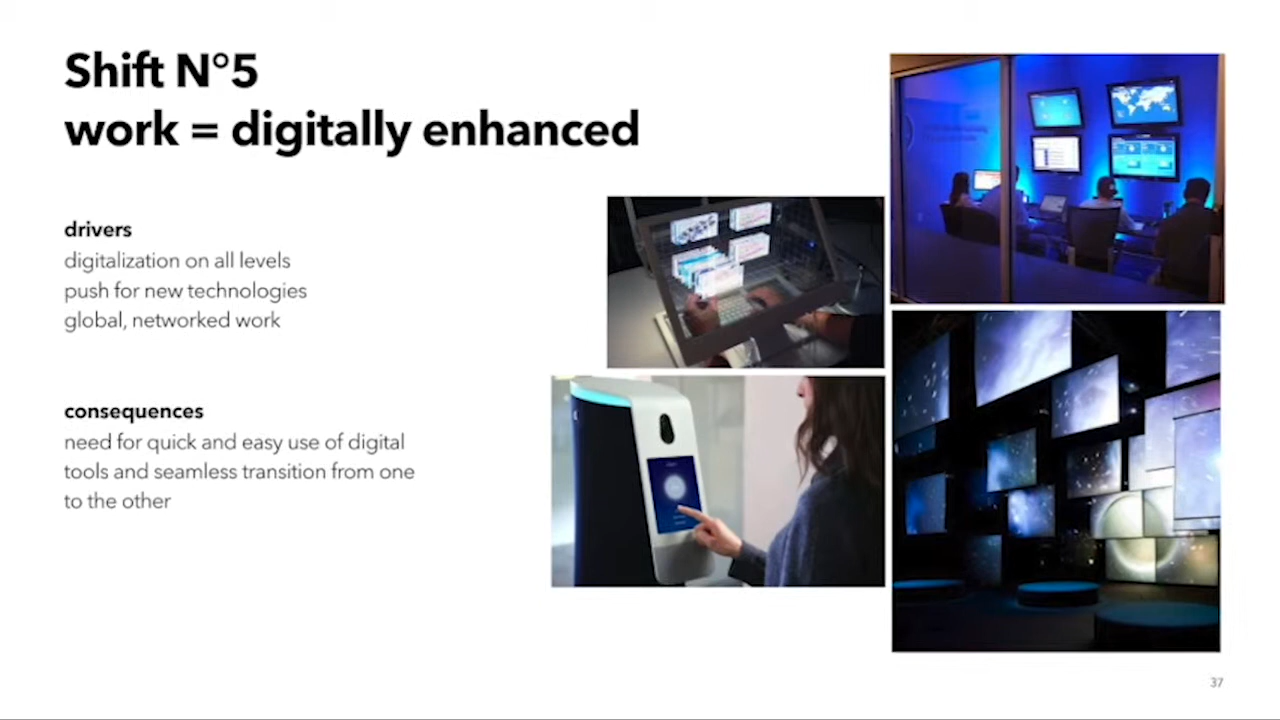 Shift N°5
work = digitally enhanced
drivers
digitalization on all levels
push for new technologies
global, networked work
consequences
need for quick and easy use of digital
tools and seamless transition from one
to the other
37